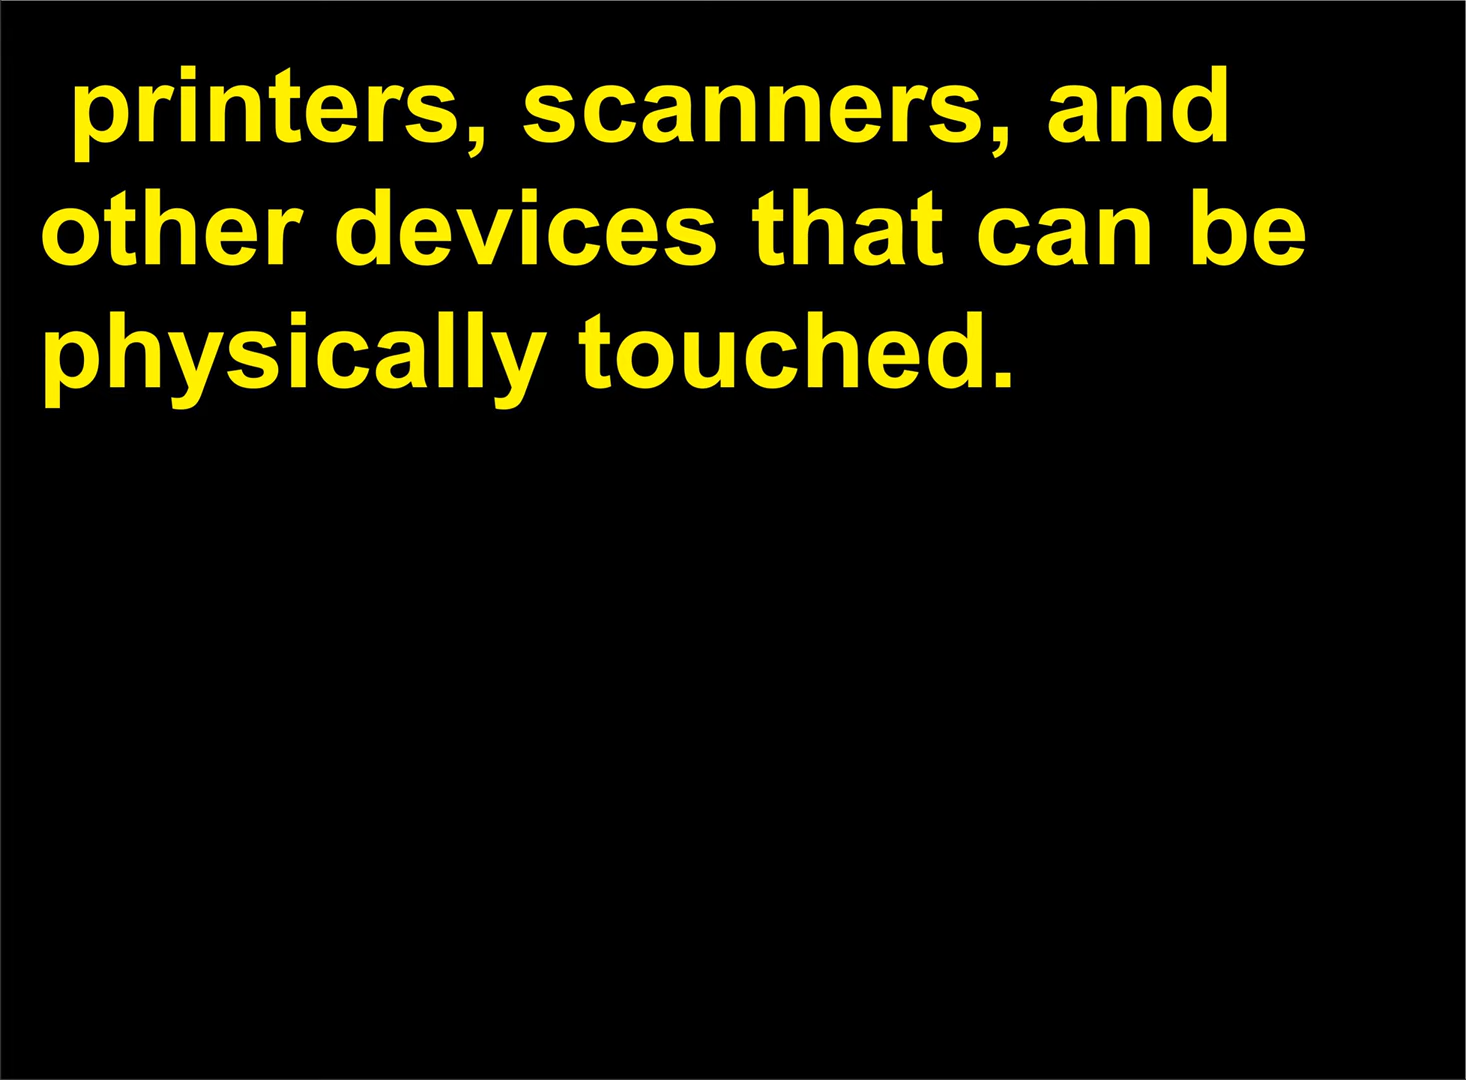 printers, scanners, and
other devices that can be
physically touched.